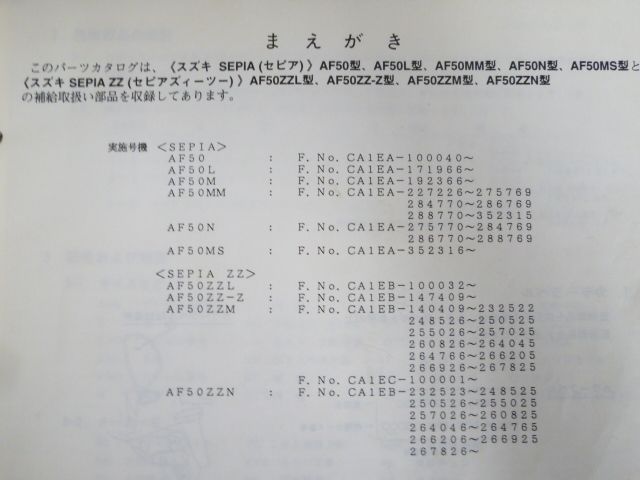 まえがき
このパーツカタログは、〈スズキ SEPIA(セピア)〉AF50型、AF50L型、AF50MM型、AF50N型、AF50MS型と
〈スズキ SEPIA ZZ(セピアズィーツー)〉AF50ZZL型、AF50ZZ-Z型、AF50ZZM型、AF50ZZN型
の補給取扱い部品を収録してあります。
実施号機 <SEPIA>
AF50 : F. No. CA1EA-100040~
AF50L : F. No. CA1EA-171966~
AF50M : F. No. CA1EA-192366~
AF50MM : F. No. CA1EA-227226~275769
284770~286769
288770~352315
AF50N : F. No. CA1EA-275770~284769
286770~288769
AF50MS : F. No. CA1EA-352316~
<SEPIA ZZ>
AF50ZZL : F. No. CA1EB-100032~
AF50ZZ-Z : F. No. CA1EB-147409~
AF50ZZM : F. No. CA1EB-140409~232522
248526~250525
255026~257025
260826~264045
264766~266205
266926~267825
F. No. CA1EC-100001~
AF50ZZN : F. No. CA1EB-232523~248525
250526~255025
257026~260825
264046~264765
266206~266925
267826~